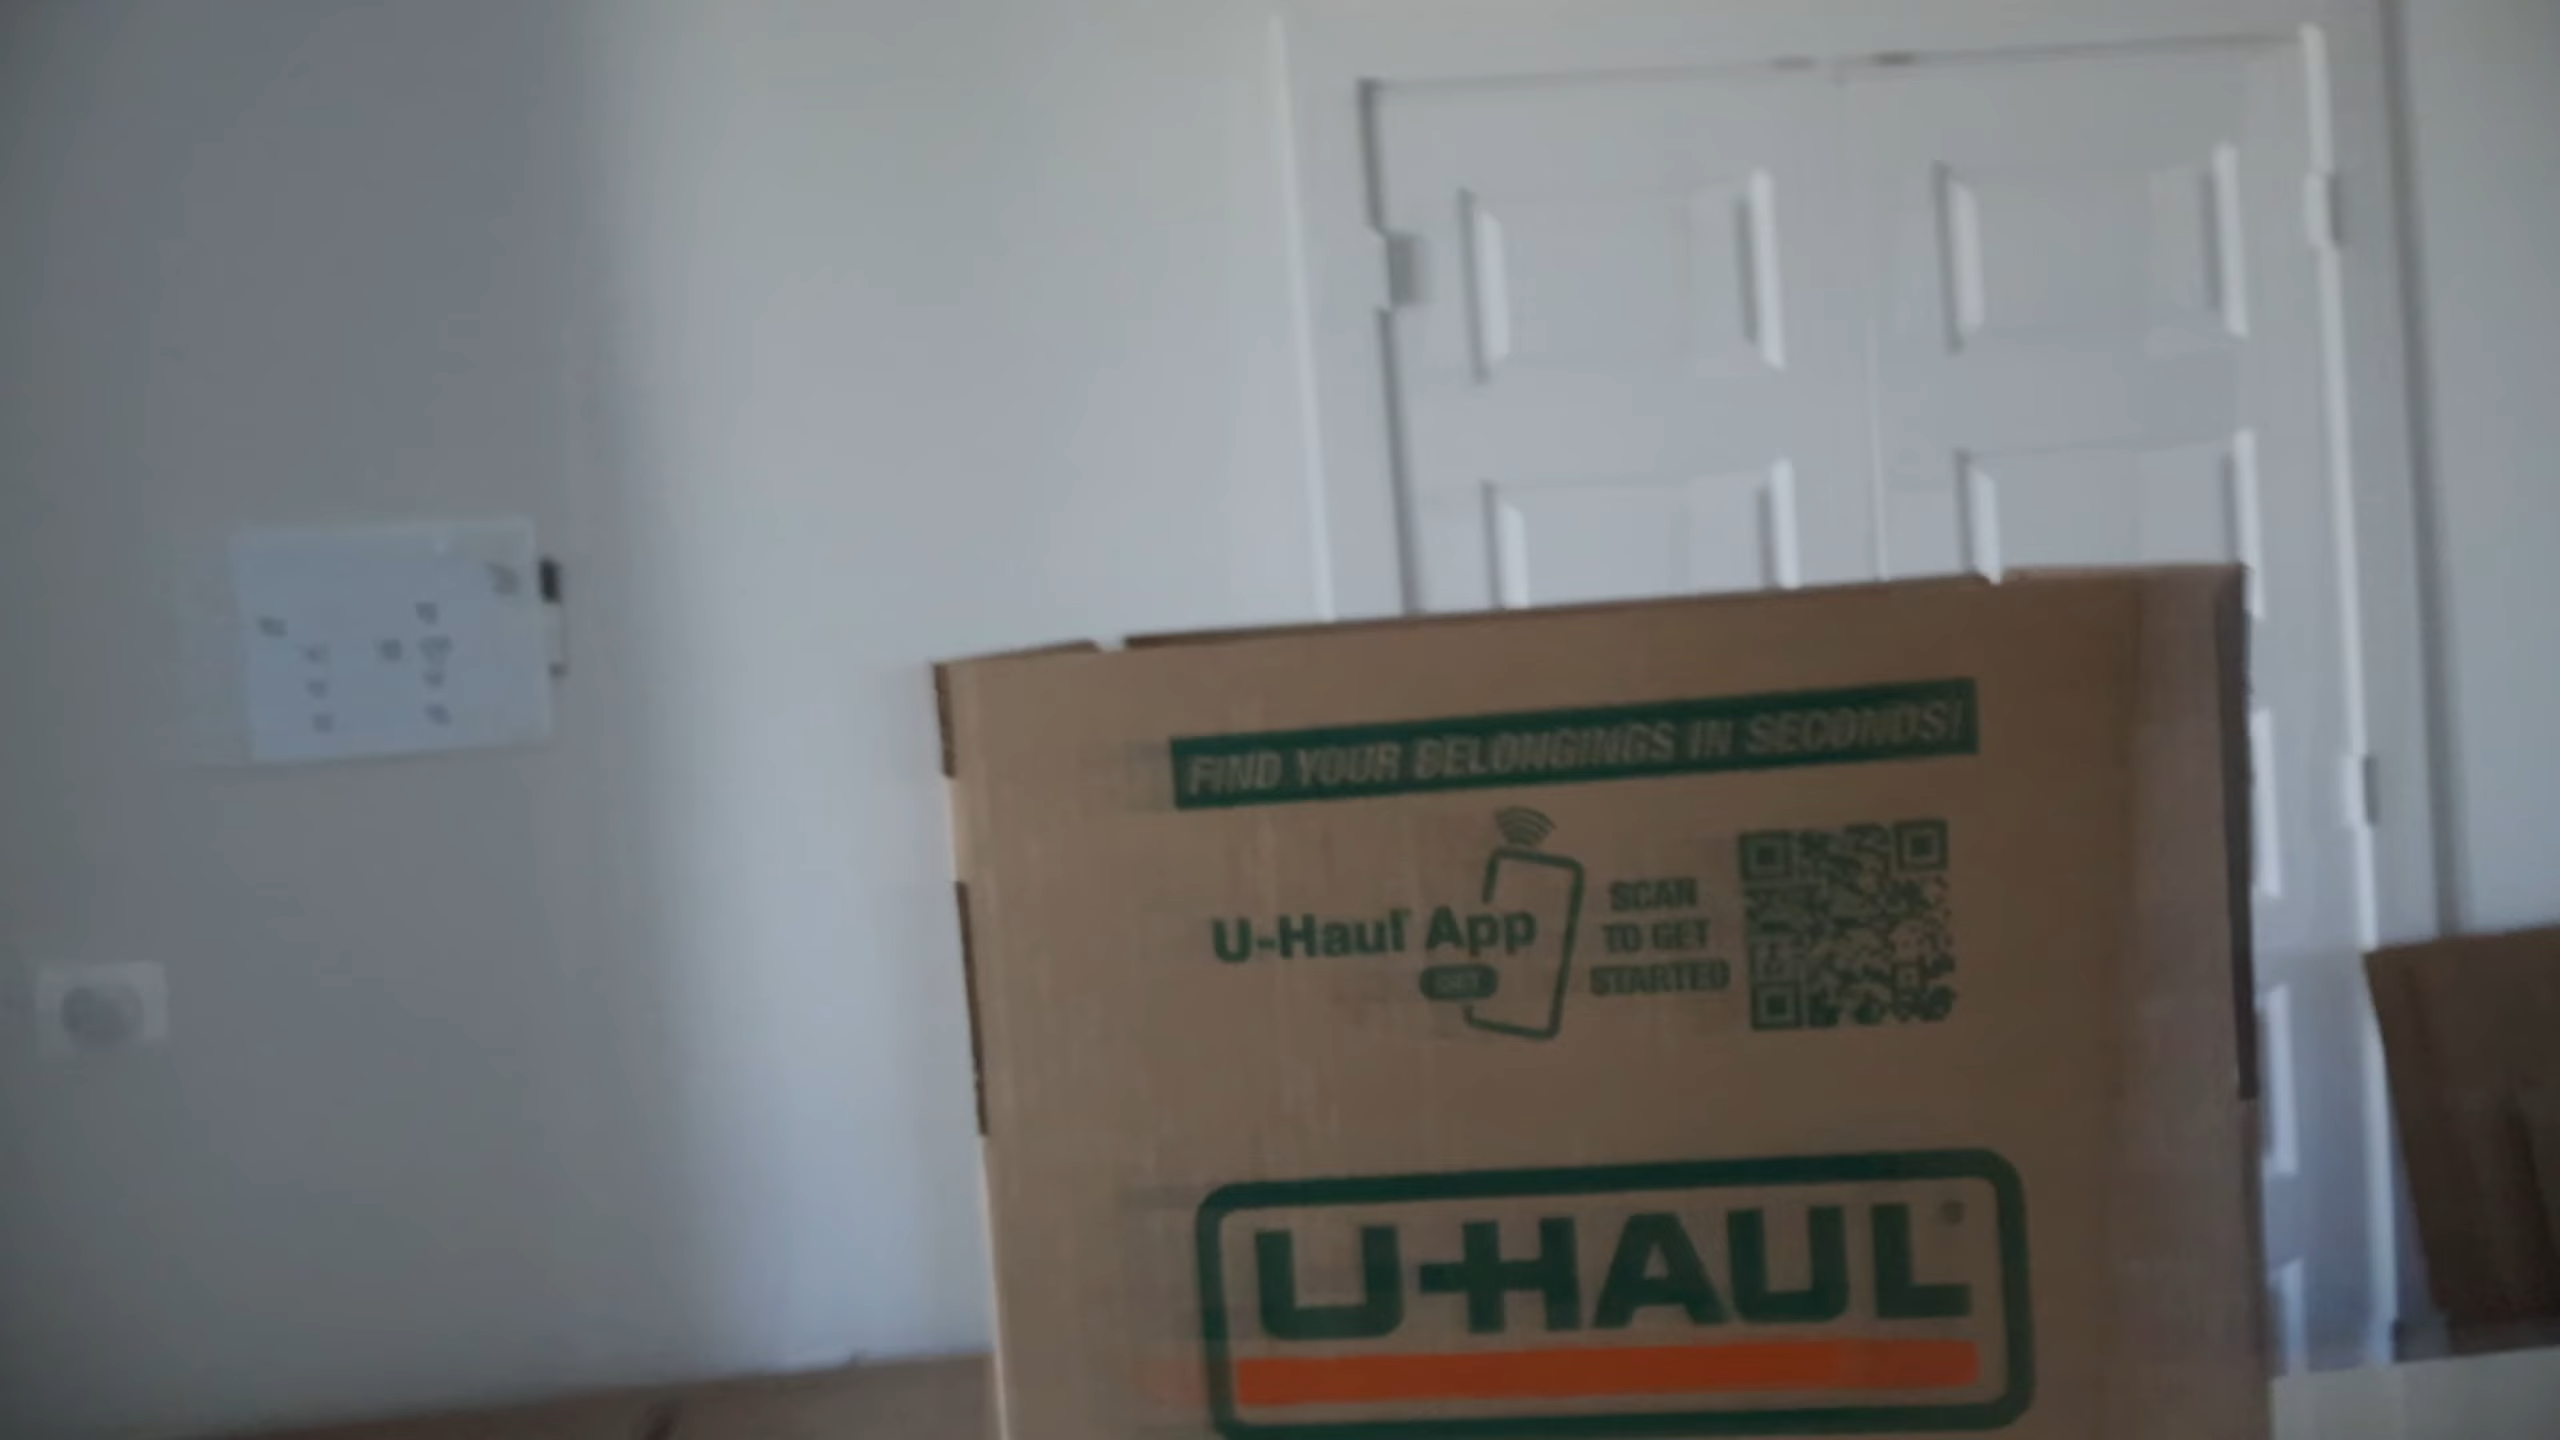 FIND YOUR BELONGINGS IN SECONDS!
U-Haul App
SCAN
TO GET
STARTED
U-HAUL®